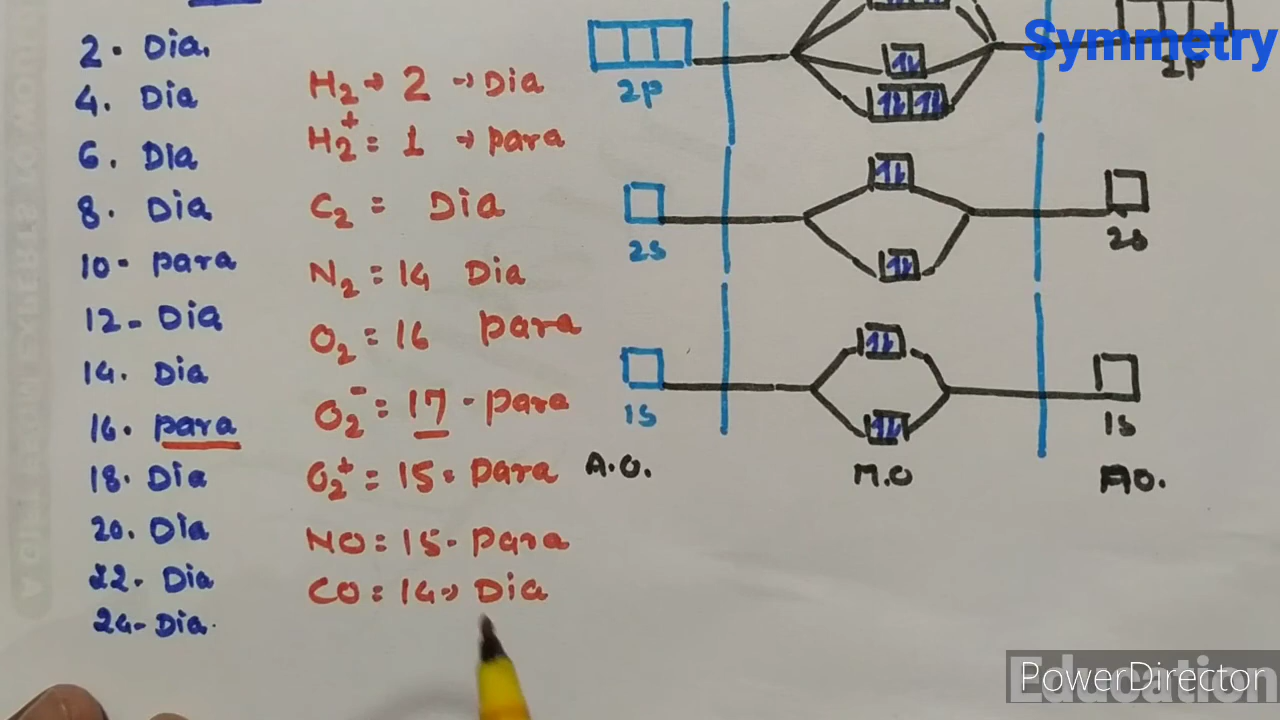 2. Dia.
4. Dia
6. Dia
8. Dia
10- para
12- Dia
14. Dia
16. para
18. Dia
20. Dia
22. Dia
24- Dia.
H2 → 2 → Dia
H2+ = 1 → para
C2 = Dia
N2 = 14 Dia
O2 = 16 para
O2- = 17 - para
O2+ = 15 - para
NO = 15 - para
CO = 14 → Dia
2p
2p
2s
2s
1s
1s
A.O.
M.O
AO.
Symmetry
Education
PowerDirector